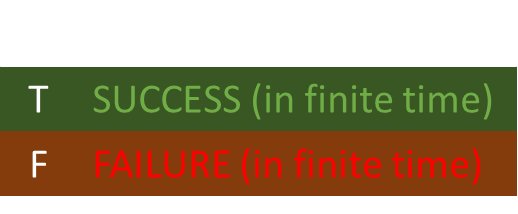 T SUCCESS (in finite time)
F FAILURE (in finite time)